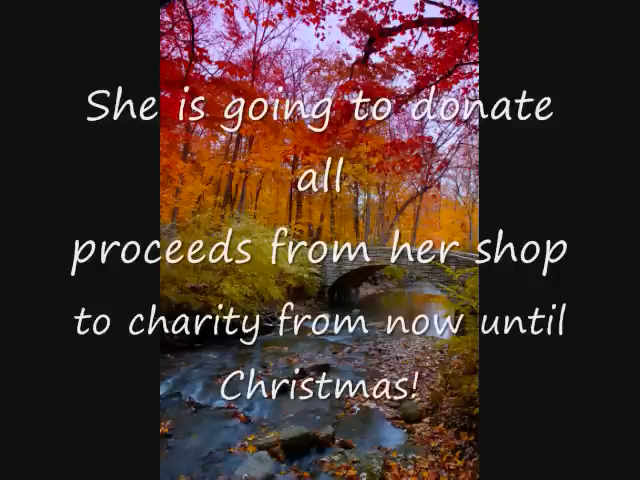 She is going to donate
all
proceeds from her shop
to charity from now until
Christmas!